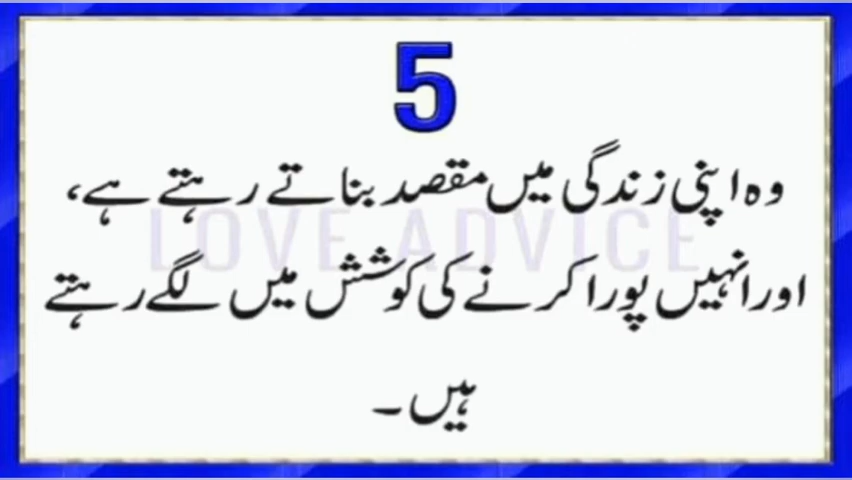 5
وہ اپنی زندگی میں مقصد بناتے رہتے ہے،
LOVE ADVICE
اور انہیں پورا کرنے کی کوشش میں لگے رہتے
ہیں۔